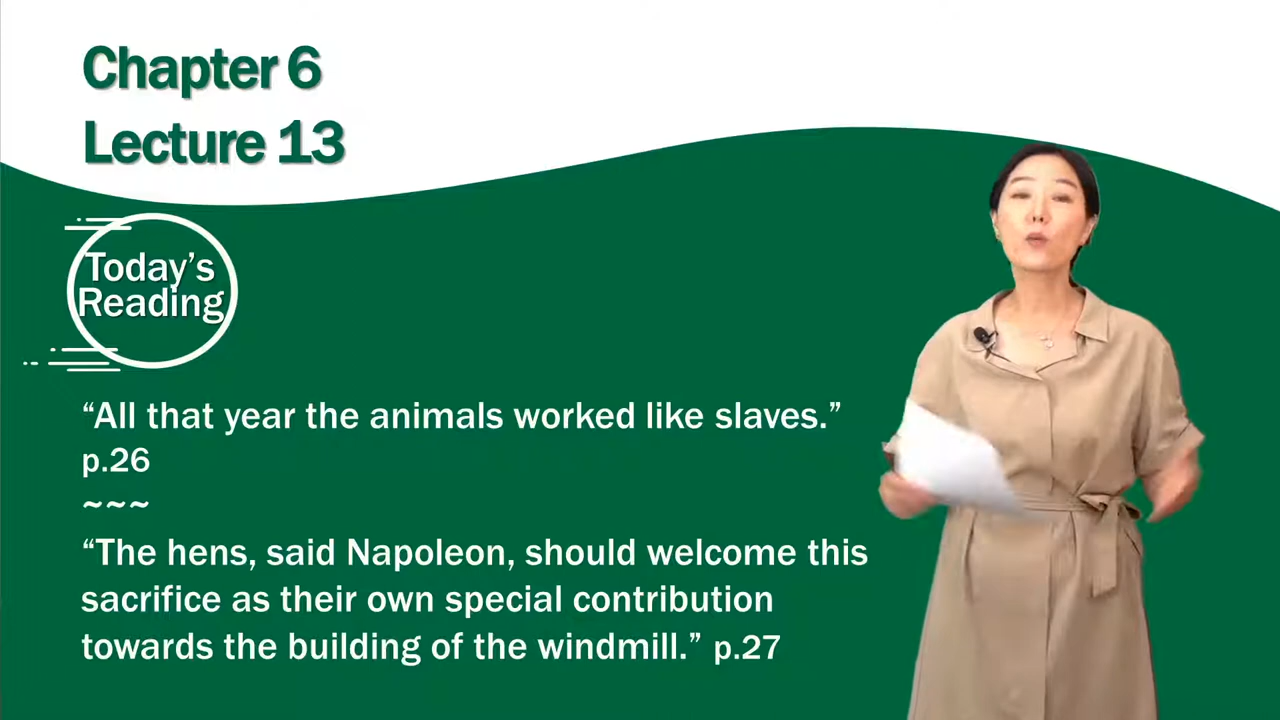 Chapter 6
Lecture 13
Today’s
Reading
“All that year the animals worked like slaves.”
p.26
~~~
“The hens, said Napoleon, should welcome this
sacrifice as their own special contribution
towards the building of the windmill.” p.27